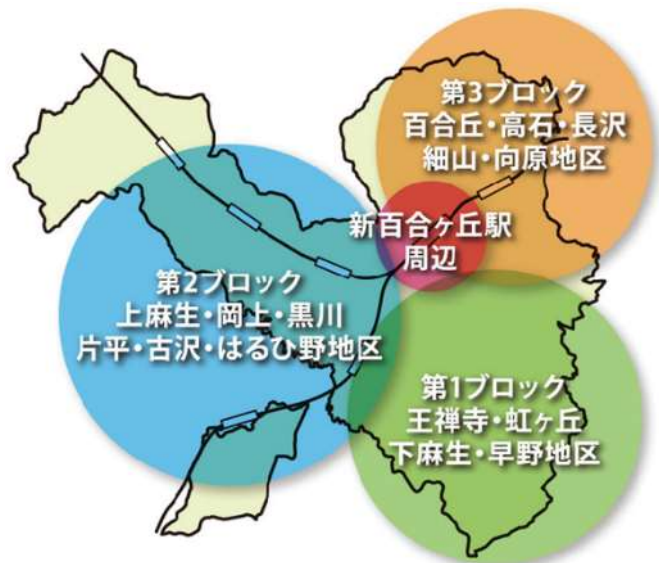 第3ブロック
百合丘・高石・長沢
細山・向原地区
新百合ヶ丘駅
周辺
第2ブロック
上麻生・岡上・黒川
片平・古沢・はるひ野地区
第1ブロック
王禅寺・虹ヶ丘
下麻生・早野地区